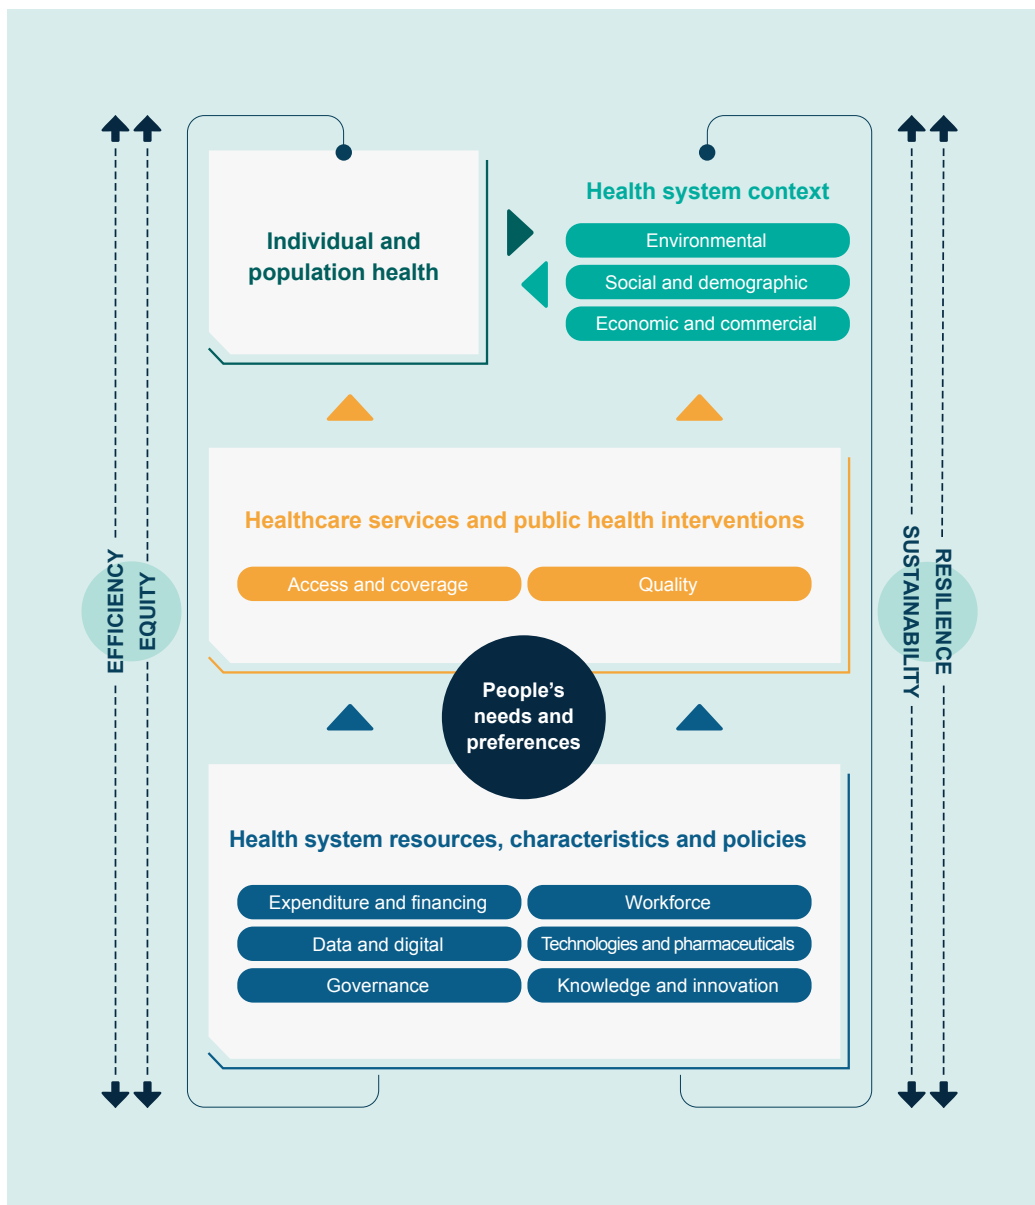 Individual and
population health
Health system context
Environmental
Social and demographic
Economic and commercial
Healthcare services and public health interventions
Access and coverage
Quality
EFFICIENCY
EQUITY
SUSTAINABILITY
RESILIENCE
People’s
needs and
preferences
Health system resources, characteristics and policies
Expenditure and financing
Workforce
Data and digital
Technologies and pharmaceuticals
Governance
Knowledge and innovation